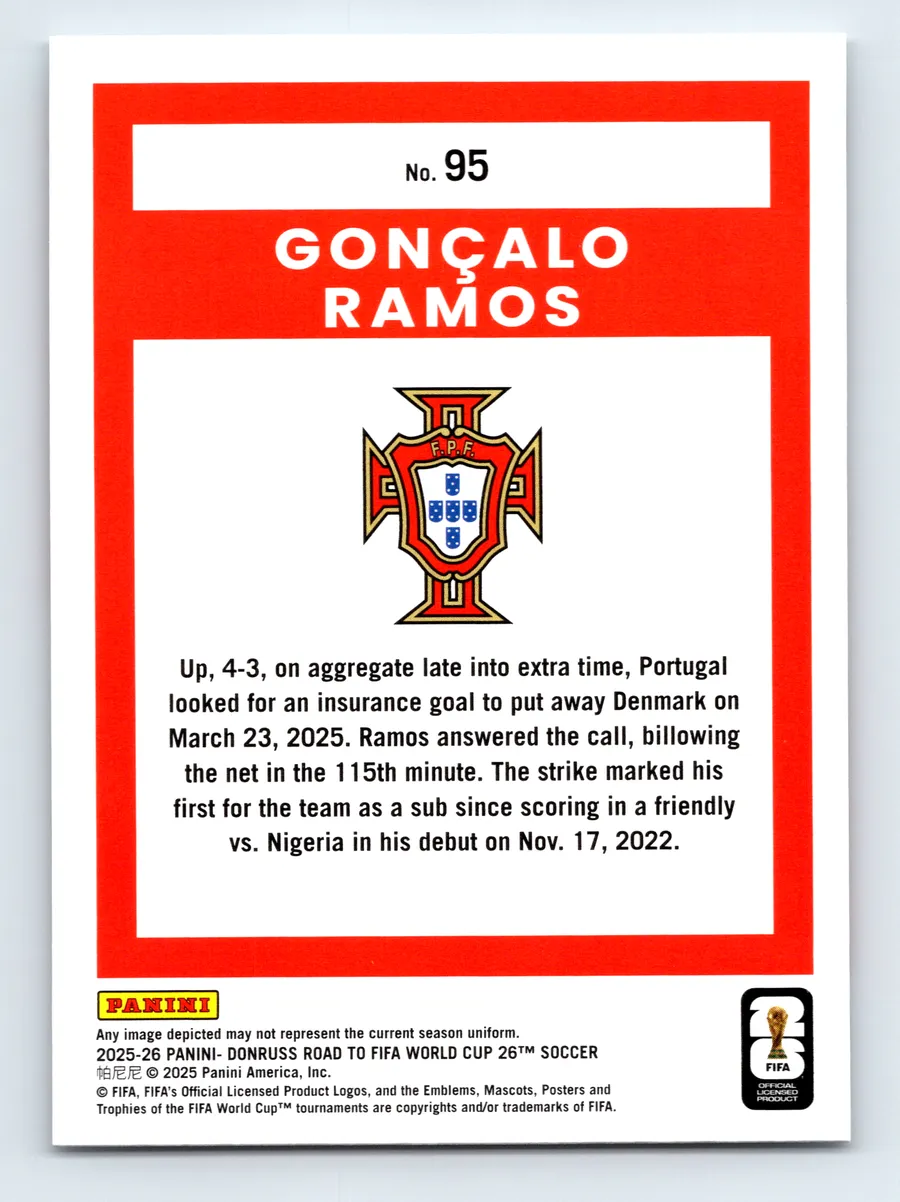 No. 95
GONÇALO
RAMOS
F.P.F.
Up, 4-3, on aggregate late into extra time, Portugal
looked for an insurance goal to put away Denmark on
March 23, 2025. Ramos answered the call, billowing
the net in the 115th minute. The strike marked his
first for the team as a sub since scoring in a friendly
vs. Nigeria in his debut on Nov. 17, 2022.
PANINI
Any image depicted may not represent the current season uniform.
2025-26 PANINI- DONRUSS ROAD TO FIFA WORLD CUP 26™ SOCCER
帕尼尼 © 2025 Panini America, Inc.
© FIFA, FIFA's Official Licensed Product Logos, and the Emblems, Mascots, Posters and
Trophies of the FIFA World Cup™ tournaments are copyrights and/or trademarks of FIFA.
26
FIFA
OFFICIAL
LICENSED
PRODUCT